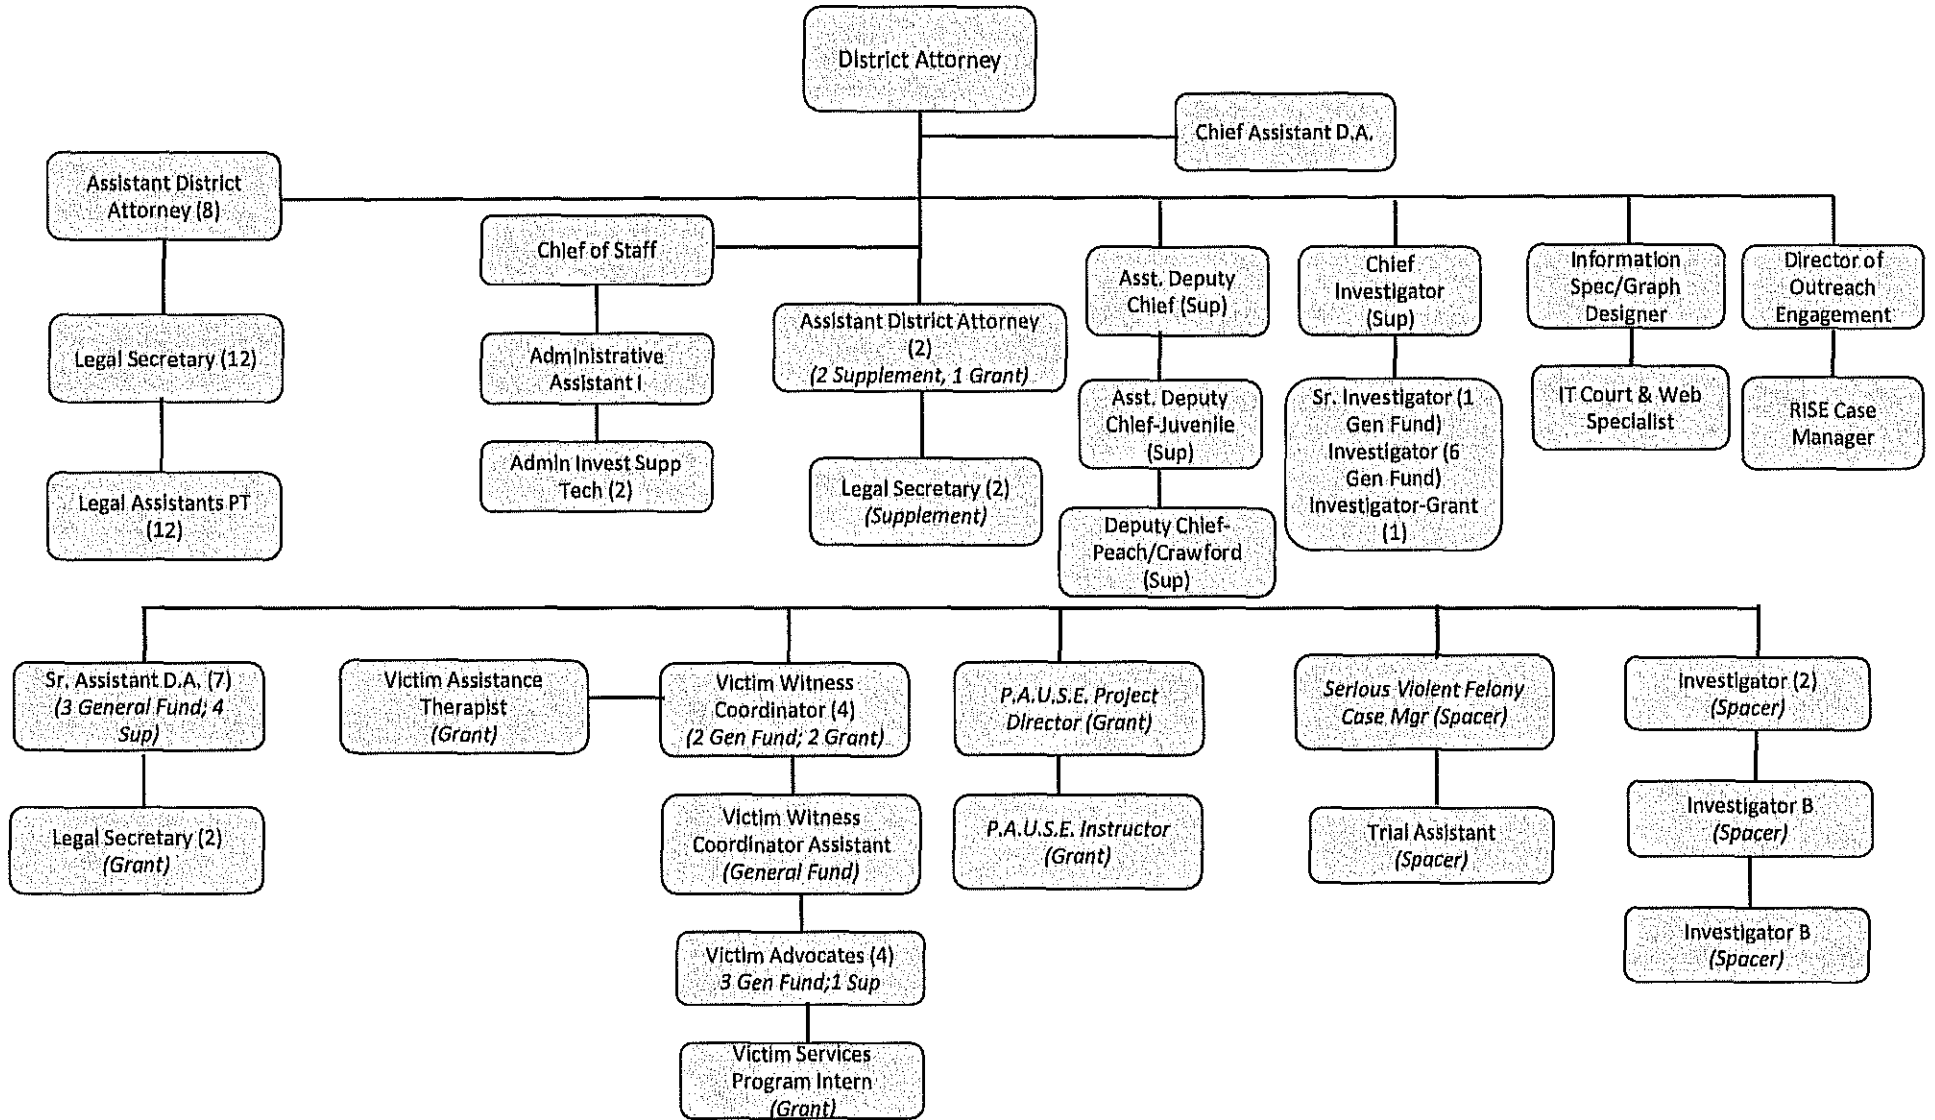 District Attorney
Chief Assistant D.A.
Assistant District
Attorney (8)
Legal Secretary (12)
Legal Assistants PT
(12)
Chief of Staff
Administrative
Assistant I
Admin Invest Supp
Tech (2)
Assistant District Attorney
(2)
(2 Supplement, 1 Grant)
Legal Secretary (2)
(Supplement)
Asst. Deputy
Chief (Sup)
Asst. Deputy
Chief-Juvenile
(Sup)
Deputy Chief-
Peach/Crawford
(Sup)
Chief
Investigator
(Sup)
Sr. Investigator (1
Gen Fund)
Investigator (6
Gen Fund)
Investigator-Grant
(1)
Information
Spec/Graph
Designer
IT Court & Web
Specialist
Director of
Outreach
Engagement
RISE Case
Manager
Sr. Assistant D.A. (7)
(3 General Fund; 4
Sup)
Legal Secretary (2)
(Grant)
Victim Assistance
Therapist
(Grant)
Victim Witness
Coordinator (4)
(2 Gen Fund; 2 Grant)
Victim Witness
Coordinator Assistant
(General Fund)
Victim Advocates (4)
3 Gen Fund;1 Sup
Victim Services
Program Intern
(Grant)
P.A.U.S.E. Project
Director (Grant)
P.A.U.S.E. Instructor
(Grant)
Serious Violent Felony
Case Mgr (Spacer)
Trial Assistant
(Spacer)
Investigator (2)
(Spacer)
Investigator B
(Spacer)
Investigator B
(Spacer)